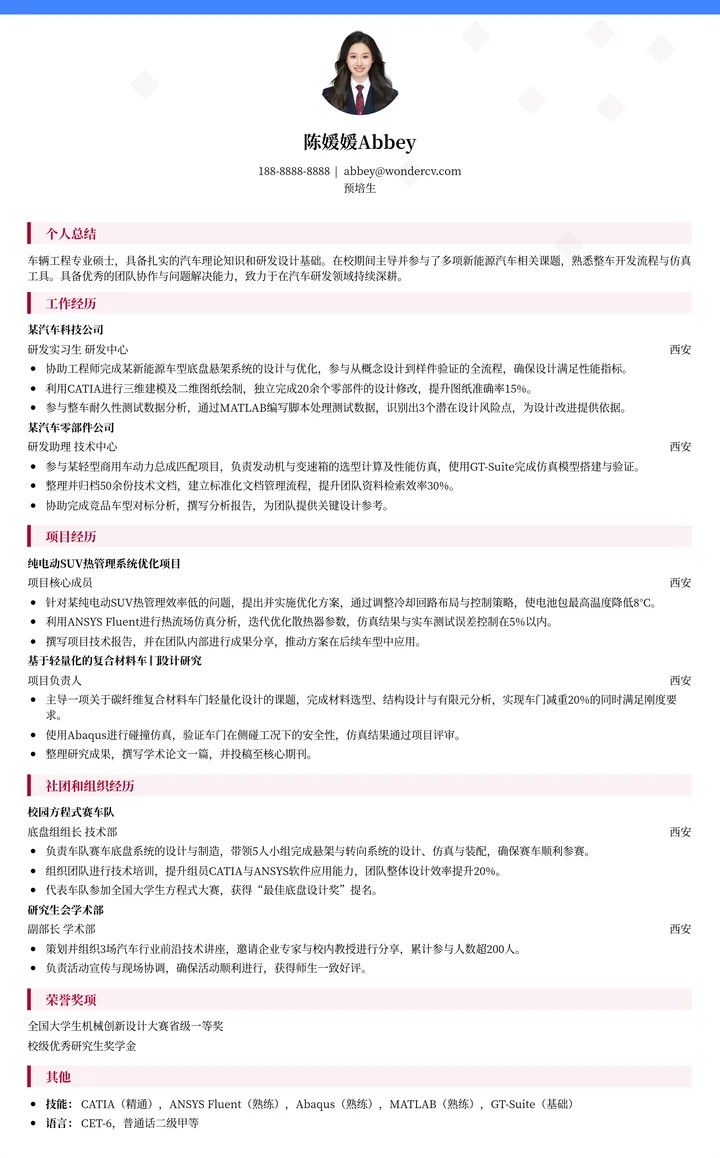 陈媛媛Abbey
188-8888-8888 | abbey@wondercv.com
预培生
个人总结
车辆工程专业硕士，具备扎实的汽车理论知识和研发设计基础。在校期间主导并参与了多项新能源汽车相关课题，熟悉整车开发流程与仿真
工具。具备优秀的团队协作与问题解决能力，致力于在汽车研发领域持续深耕。
工作经历
某汽车科技公司
研发实习生 研发中心 西安
• 协助工程师完成某新能源车型底盘悬架系统的设计与优化，参与从概念设计到样件验证的全流程，确保设计满足性能指标。
• 利用CATIA进行三维建模及二维图纸绘制，独立完成20余个零部件的设计修改，提升图纸准确率15%。
• 参与整车耐久性测试数据分析，通过MATLAB编写脚本处理测试数据，识别出3个潜在设计风险点，为设计改进提供依据。
某汽车零部件公司
研发助理 技术中心 西安
• 参与某轻型商用车动力总成匹配项目，负责发动机与变速箱的选型计算及性能仿真，使用GT-Suite完成仿真模型搭建与验证。
• 整理并归档50余份技术文档，建立标准化文档管理流程，提升团队资料检索效率30%。
• 协助完成竞品车型对标分析，撰写分析报告，为团队提供关键设计参考。
项目经历
纯电动SUV热管理系统优化项目
项目核心成员 西安
• 针对某纯电动SUV热管理效率低的问题，提出并实施优化方案，通过调整冷却回路布局与控制策略，使电池包最高温度降低8℃。
• 利用ANSYS Fluent进行热流场仿真分析，迭代优化散热器参数，仿真结果与实车测试误差控制在5%以内。
• 撰写项目技术报告，并在团队内部进行成果分享，推动方案在后续车型中应用。
基于轻量化的复合材料车门设计研究
项目负责人 西安
• 主导一项关于碳纤维复合材料车门轻量化设计的课题，完成材料选型、结构设计与有限元分析，实现车门减重20%的同时满足刚度要
求。
• 使用Abaqus进行碰撞仿真，验证车门在侧碰工况下的安全性，仿真结果通过项目评审。
• 整理研究成果，撰写学术论文一篇，并投稿至核心期刊。
社团和组织经历
校园方程式赛车队
底盘组组长 技术部 西安
• 负责车队赛车底盘系统的设计与制造，带领5人小组完成悬架与转向系统的设计、仿真与装配，确保赛车顺利参赛。
• 组织团队进行技术培训，提升组员CATIA与ANSYS软件应用能力，团队整体设计效率提升20%。
• 代表车队参加全国大学生方程式大赛，获得“最佳底盘设计奖”提名。
研究生会学术部
副部长 学术部 西安
• 策划并组织3场汽车行业前沿技术讲座，邀请企业专家与校内教授进行分享，累计参与人数超200人。
• 负责活动宣传与现场协调，确保活动顺利进行，获得师生一致好评。
荣誉奖项
全国大学生机械创新设计大赛省级一等奖
校级优秀研究生奖学金
其他
• 技能： CATIA（精通），ANSYS Fluent（熟练），Abaqus（熟练），MATLAB（熟练），GT-Suite（基础）
• 语言： CET-6，普通话二级甲等